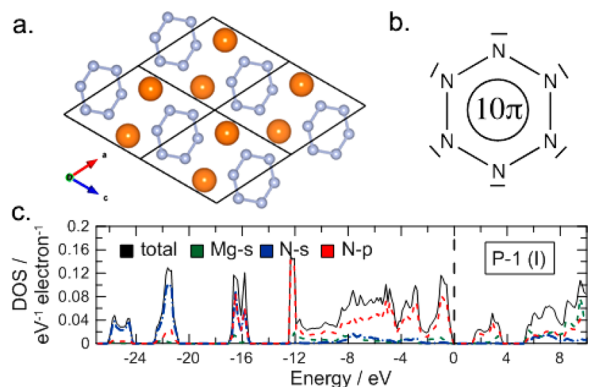 a.
b.
a
c
N
N
N
N
N
N
10π
c.
DOS /
eV⁻¹ electron⁻¹
0.2
0.16
0.12
0.08
0.04
0
total Mg-s N-s N-p
P-1 (I)
-24 -20 -16 -12 -8 -4 0 4 8
Energy / eV